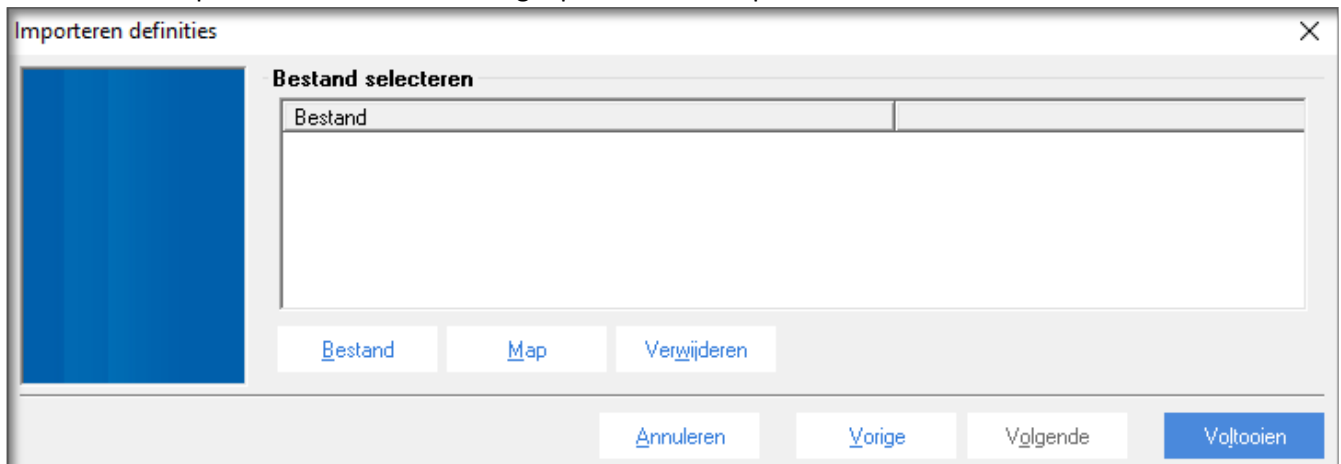 Importeren definities
Bestand selecteren
Bestand
Bestand Map Verwijderen
Annuleren Vorige Volgende Voltooien